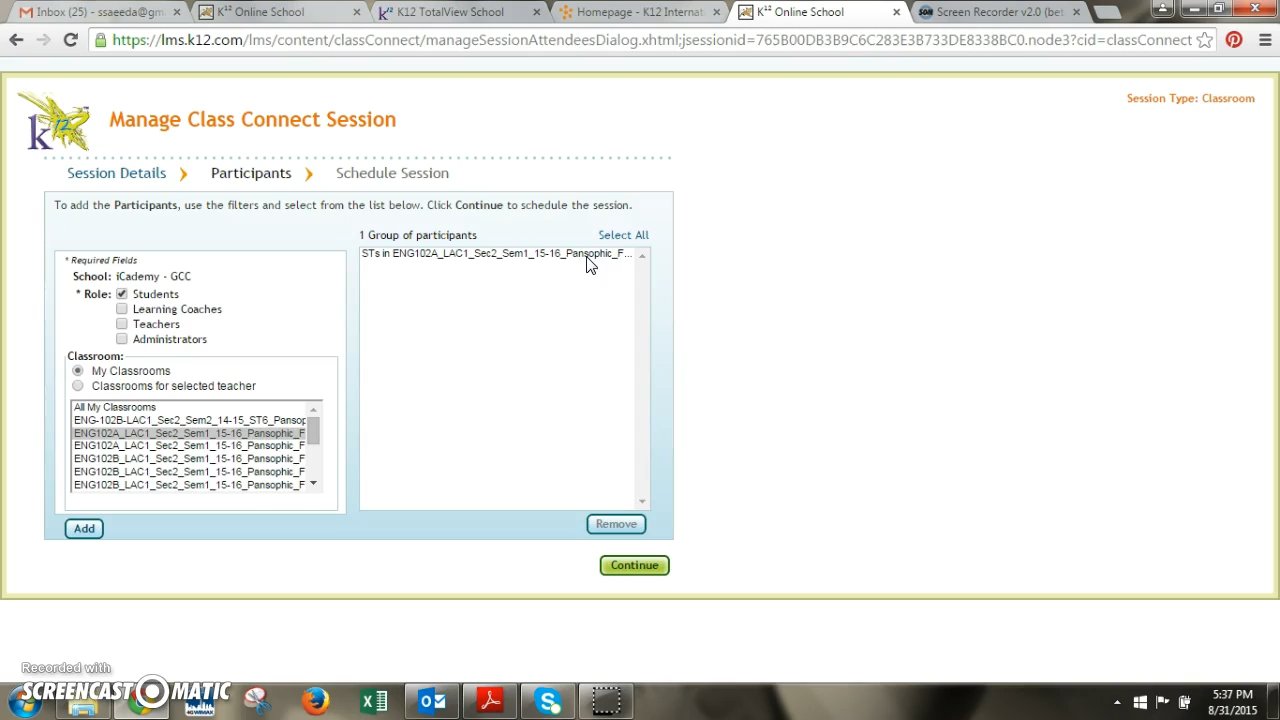 Inbox (25) - ssaeeda@gm
K¹² Online School
K12 TotalView School
Homepage - K12 Internat
K¹² Online School
Screen Recorder v2.0 (bet
https://lms.k12.com/lms/content/classConnect/manageSessionAttendeesDialog.xhtml;jsessionid=765B00DB3B9C6C283E3B733DE8338BC0.node3?cid=classConnect
Session Type: Classroom
k12
Manage Class Connect Session
Session Details
Participants
Schedule Session
To add the Participants, use the filters and select from the list below. Click Continue to schedule the session.
1 Group of participants
Select All
STs in ENG102A_LAC1_Sec2_Sem1_15-16_Pansophic_F...
* Required Fields
School: iCademy - GCC
* Role: Students
Learning Coaches
Teachers
Administrators
Classroom:
My Classrooms
Classrooms for selected teacher
All My Classrooms
ENG-102B-LAC1_Sec2_Sem2_14-15_ST6_Pansop
ENG102A_LAC1_Sec2_Sem1_15-16_Pansophic_F
ENG102A_LAC1_Sec2_Sem1_15-16_Pansophic_F
ENG102B_LAC1_Sec2_Sem1_15-16_Pansophic_F
ENG102B_LAC1_Sec2_Sem1_15-16_Pansophic_F
ENG102B_LAC1_Sec2_Sem1_15-16_Pansophic_F
Add
Remove
Continue
Recorded with
SCREENCAST-O-MATIC
4G WiMAX
5:37 PM
8/31/2015